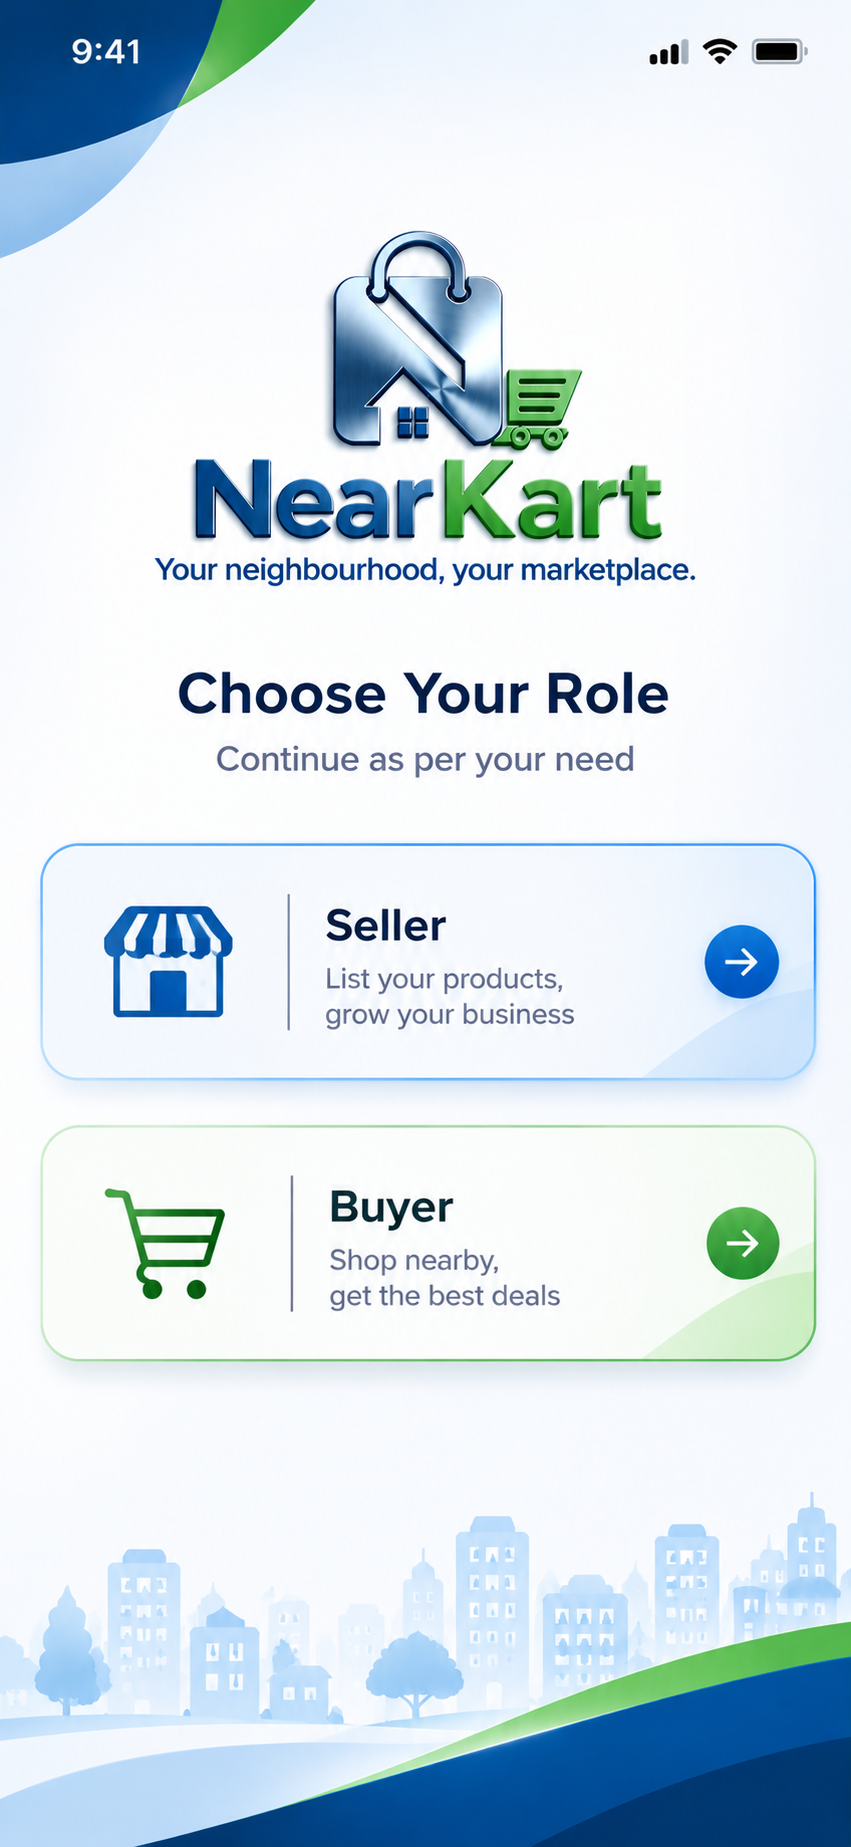 9:41
NearKart
Your neighbourhood, your marketplace.
Choose Your Role
Continue as per your need
Seller
List your products,
grow your business
Buyer
Shop nearby,
get the best deals